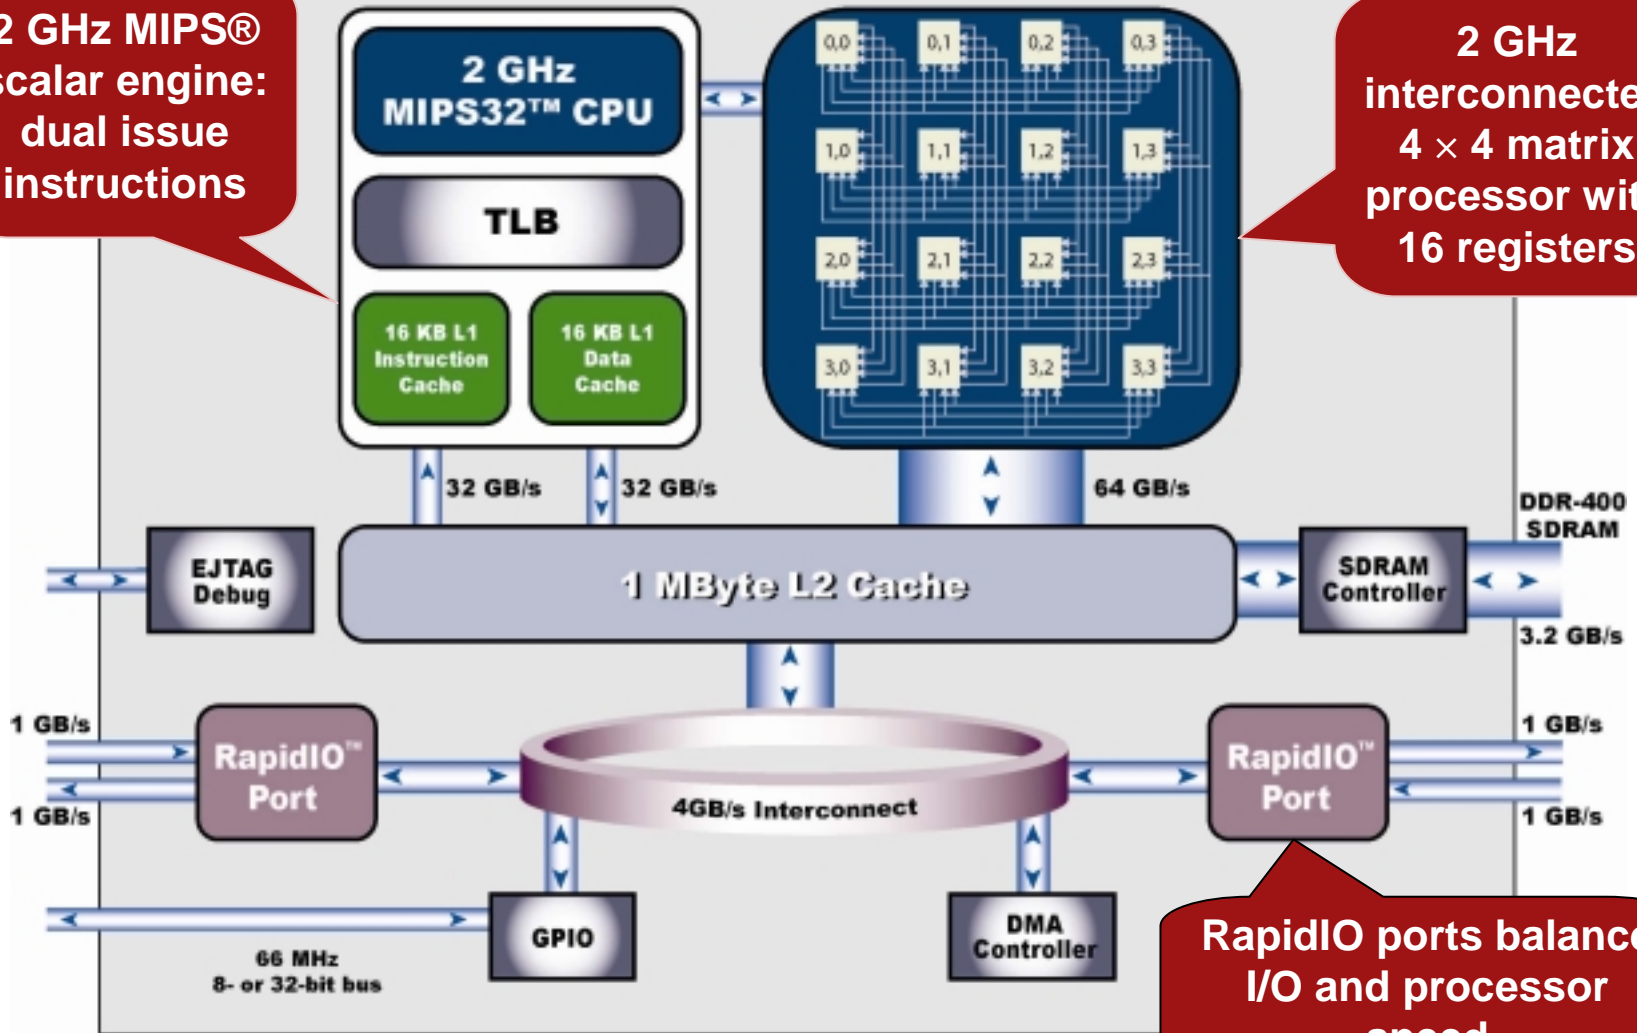 2 GHz MIPS®
scalar engine:
dual issue
instructions
2 GHz
MIPS32™ CPU
TLB
16 KB L1
Instruction
Cache
16 KB L1
Data
Cache
0,0 0,1 0,2 0,3
1,0 1,1 1,2 1,3
2,0 2,1 2,2 2,3
3,0 3,1 3,2 3,3
2 GHz
interconnecte
4 × 4 matrix
processor wit
16 registers
32 GB/s
32 GB/s
64 GB/s
DDR-400
SDRAM
EJTAG
Debug
1 MByte L2 Cache
SDRAM
Controller
3.2 GB/s
1 GB/s
RapidIO™
Port
1 GB/s
4GB/s Interconnect
RapidIO™
Port
1 GB/s
1 GB/s
GPIO
66 MHz
8- or 32-bit bus
DMA
Controller
RapidIO ports balance
I/O and processor
speed